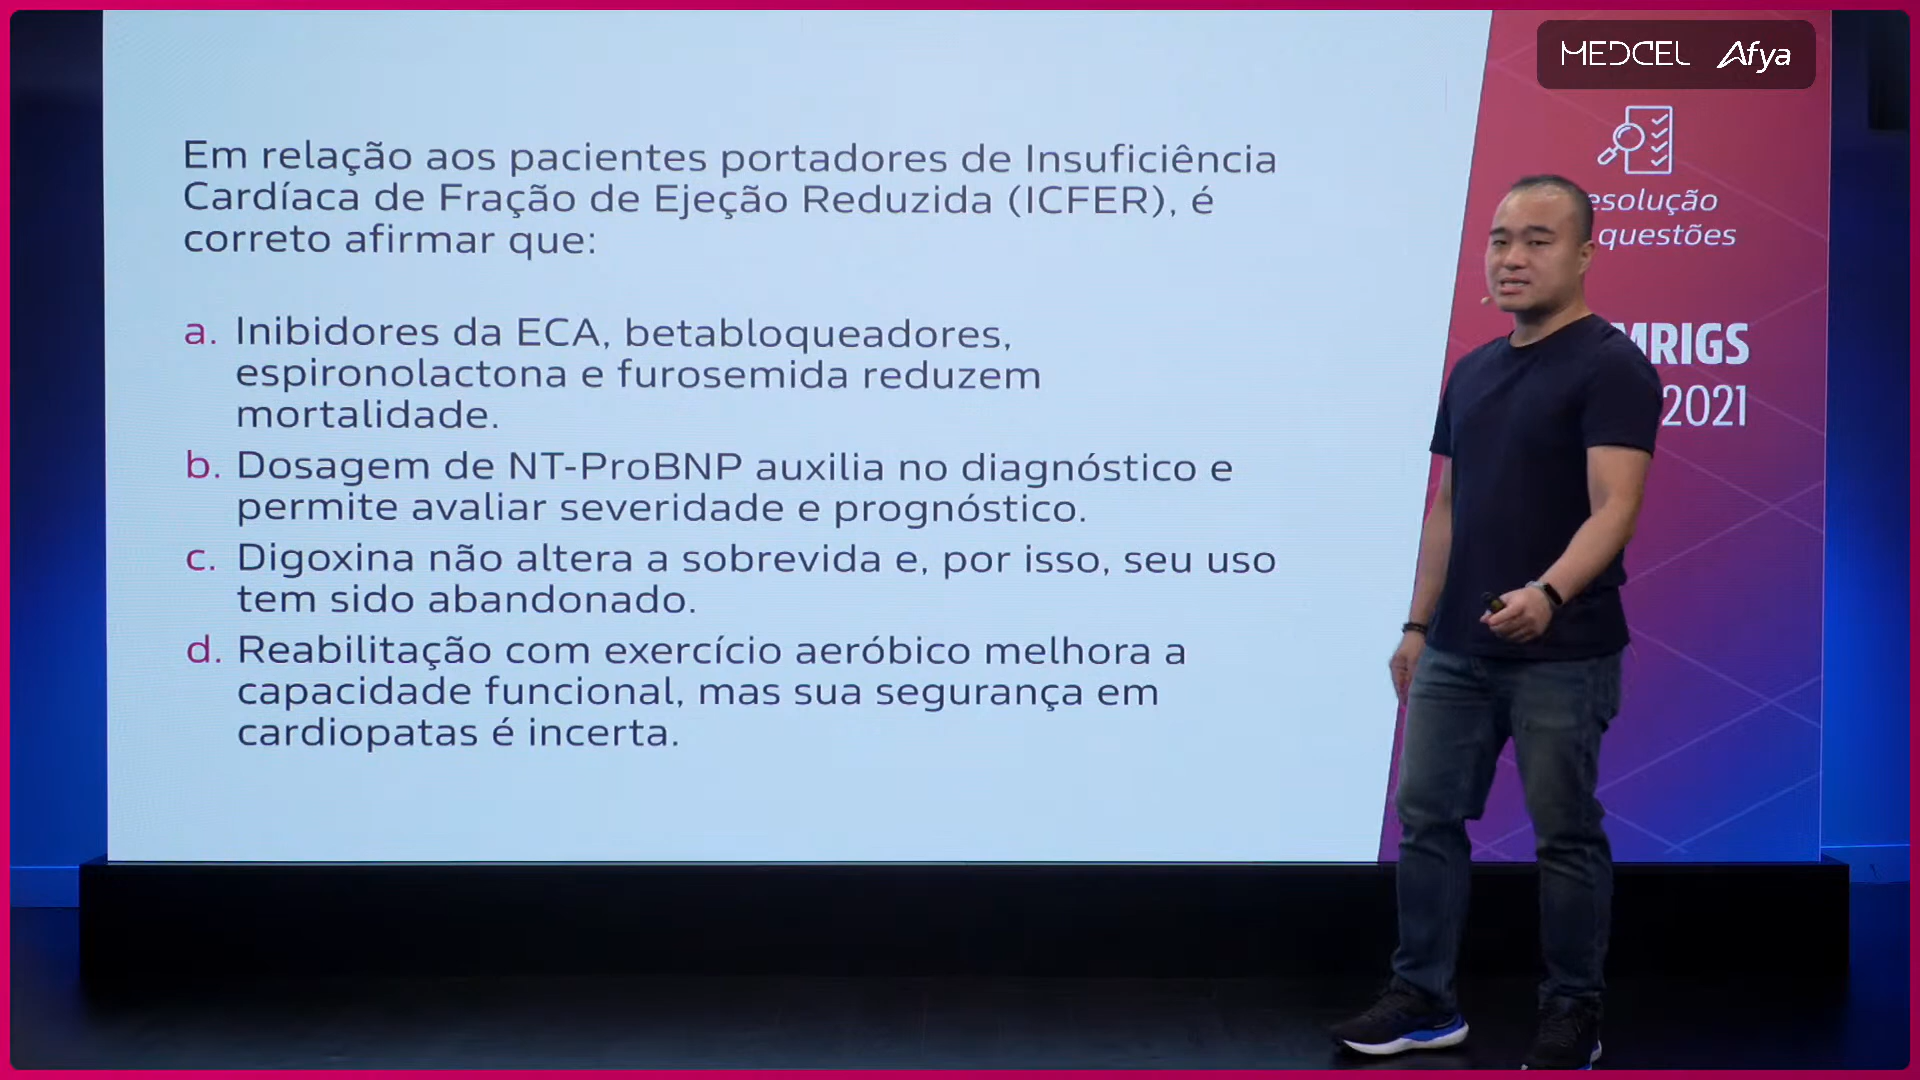 MEDCEL Afya
Em relação aos pacientes portadores de Insuficiência
Cardíaca de Fração de Ejeção Reduzida (ICFER), é
correto afirmar que:
a. Inibidores da ECA, betabloqueadores,
espironolactona e furosemida reduzem
mortalidade.
b. Dosagem de NT-ProBNP auxilia no diagnóstico e
permite avaliar severidade e prognóstico.
c. Digoxina não altera a sobrevida e, por isso, seu uso
tem sido abandonado.
d. Reabilitação com exercício aeróbico melhora a
capacidade funcional, mas sua segurança em
cardiopatas é incerta.
esolução
questões
MRIGS
2021